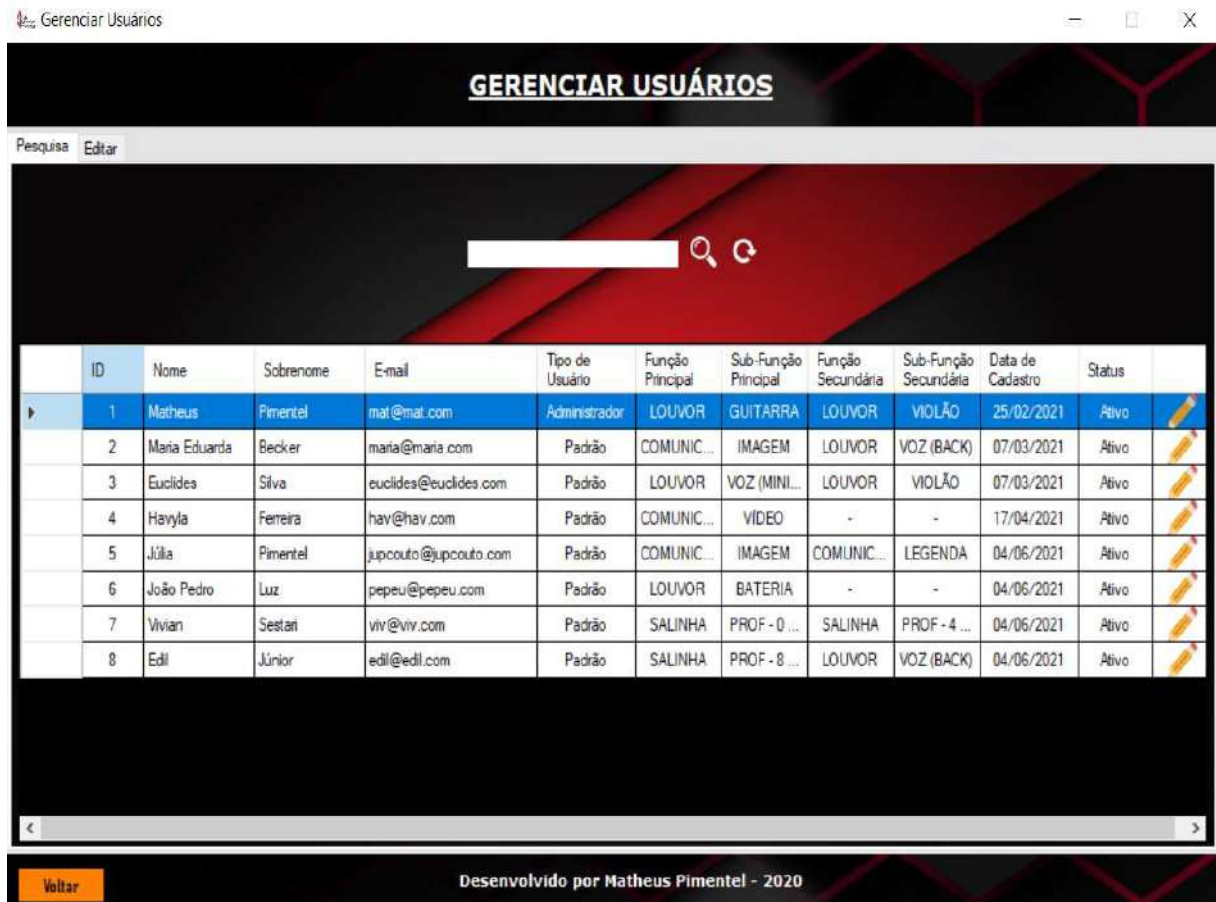 Gerenciar Usuários
GERENCIAR USUÁRIOS
Pesquisa Editar
ID Nome Sobrenome E-mail Tipo de Usuário Função Principal Sub-Função Principal Função Secundária Sub-Função Secundária Data de Cadastro Status
1 Matheus Pimentel mat@mat.com Administrador LOUVOR GUITARRA LOUVOR VIOLÃO 25/02/2021 Ativo
2 Maria Eduarda Becker maria@maria.com Padrão COMUNIC... IMAGEM LOUVOR VOZ (BACK) 07/03/2021 Ativo
3 Euclides Silva euclides@euclides.com Padrão LOUVOR VOZ (MINI... LOUVOR VIOLÃO 07/03/2021 Ativo
4 Havyla Ferreira hav@hav.com Padrão COMUNIC... VÍDEO - - 17/04/2021 Ativo
5 Júlia Pimentel jupcouto@jupcouto.com Padrão COMUNIC... IMAGEM COMUNIC... LEGENDA 04/06/2021 Ativo
6 João Pedro Luz pepeu@pepeu.com Padrão LOUVOR BATERIA - - 04/06/2021 Ativo
7 Vivian Sestari viv@viv.com Padrão SALINHA PROF - 0 ... SALINHA PROF - 4 ... 04/06/2021 Ativo
8 Edil Júnior edil@edil.com Padrão SALINHA PROF - 8 ... LOUVOR VOZ (BACK) 04/06/2021 Ativo
Voltar
Desenvolvido por Matheus Pimentel - 2020